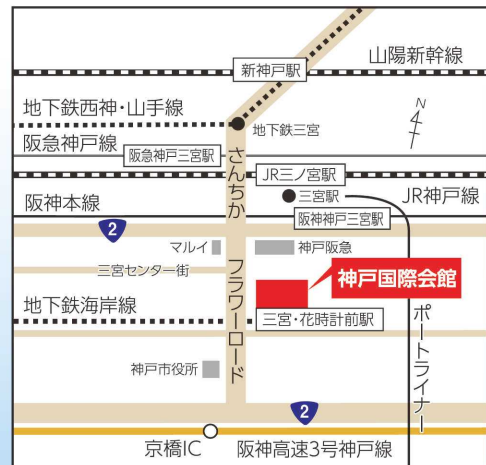 山陽新幹線
新神戸駅
地下鉄西神・山手線
N
地下鉄三宮
阪急神戸線
阪急神戸三宮駅
さんちか
JR三ノ宮駅
三宮駅
JR神戸線
阪神本線
阪神神戸三宮駅
2
マルイ
神戸阪急
三宮センター街
フラワーロード
神戸国際会館
地下鉄海岸線
三宮・花時計前駅
ポートライナー
神戸市役所
2
京橋IC
阪神高速3号神戸線